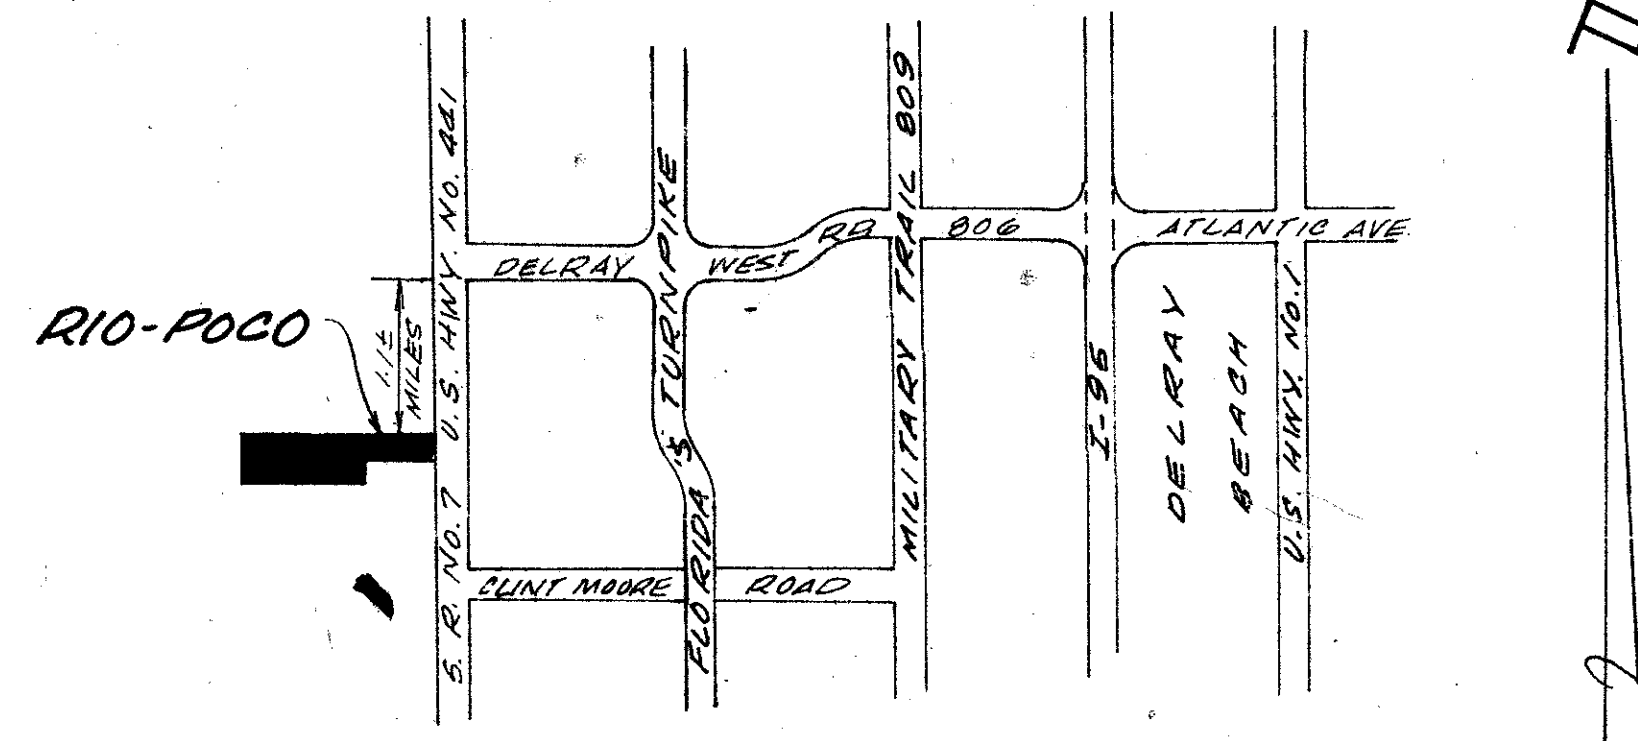 RIO-POCO
1.1± MILES
S. R. No. 7 U.S. HWY. NO. 441
DELRAY WEST RD 806 ATLANTIC AVE.
CLINT MOORE ROAD
FLORIDA'S TURNPIKE
MILITARY TRAIL 809
I-95
DELRAY
BEACH
U.S. HWY. No. 1